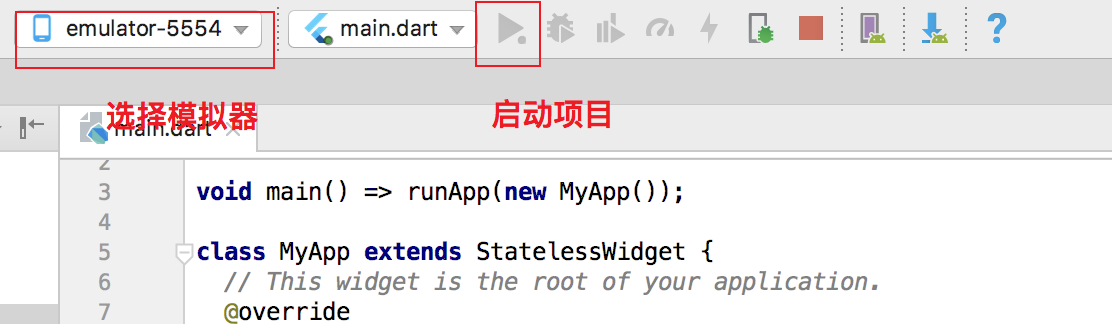 emulator-5554 main.dart ?
选择模拟器 启动项目
main.dart
2
3 void main() => runApp(new MyApp());
4
5 class MyApp extends StatelessWidget {
6 // This widget is the root of your application.
7 @override